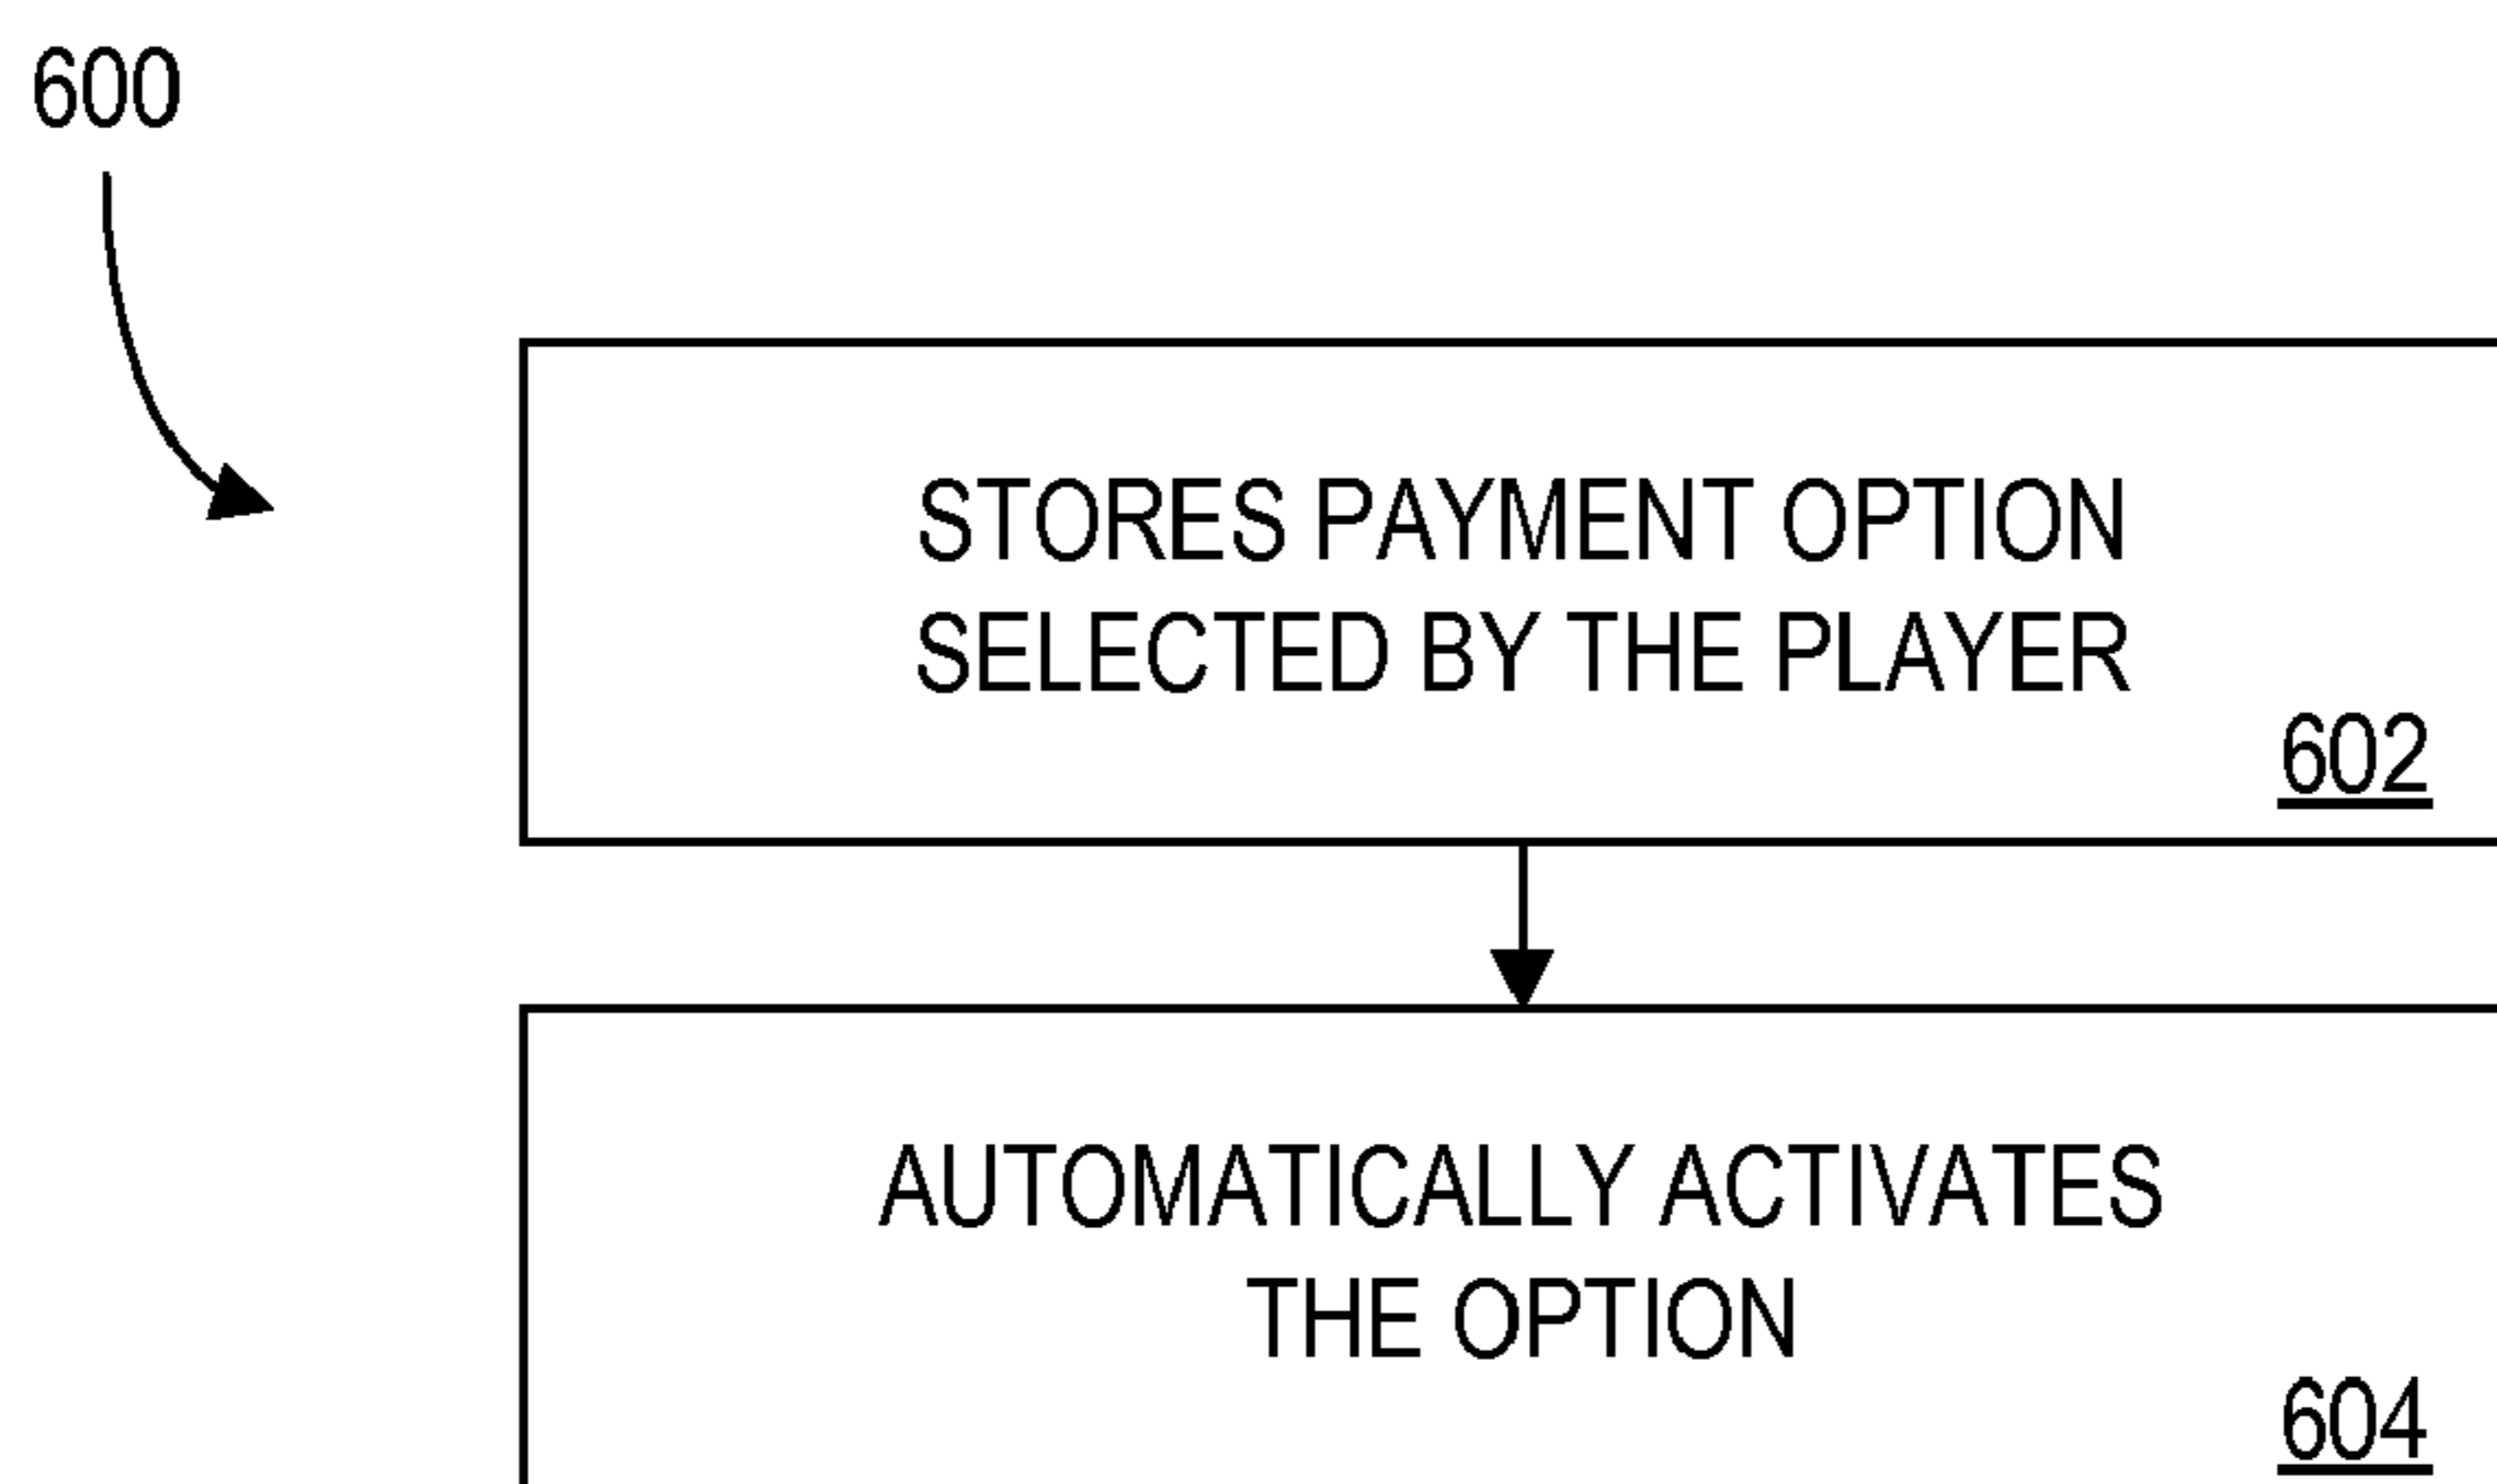 600
STORES PAYMENT OPTION
SELECTED BY THE PLAYER
602
AUTOMATICALLY ACTIVATES
THE OPTION
604